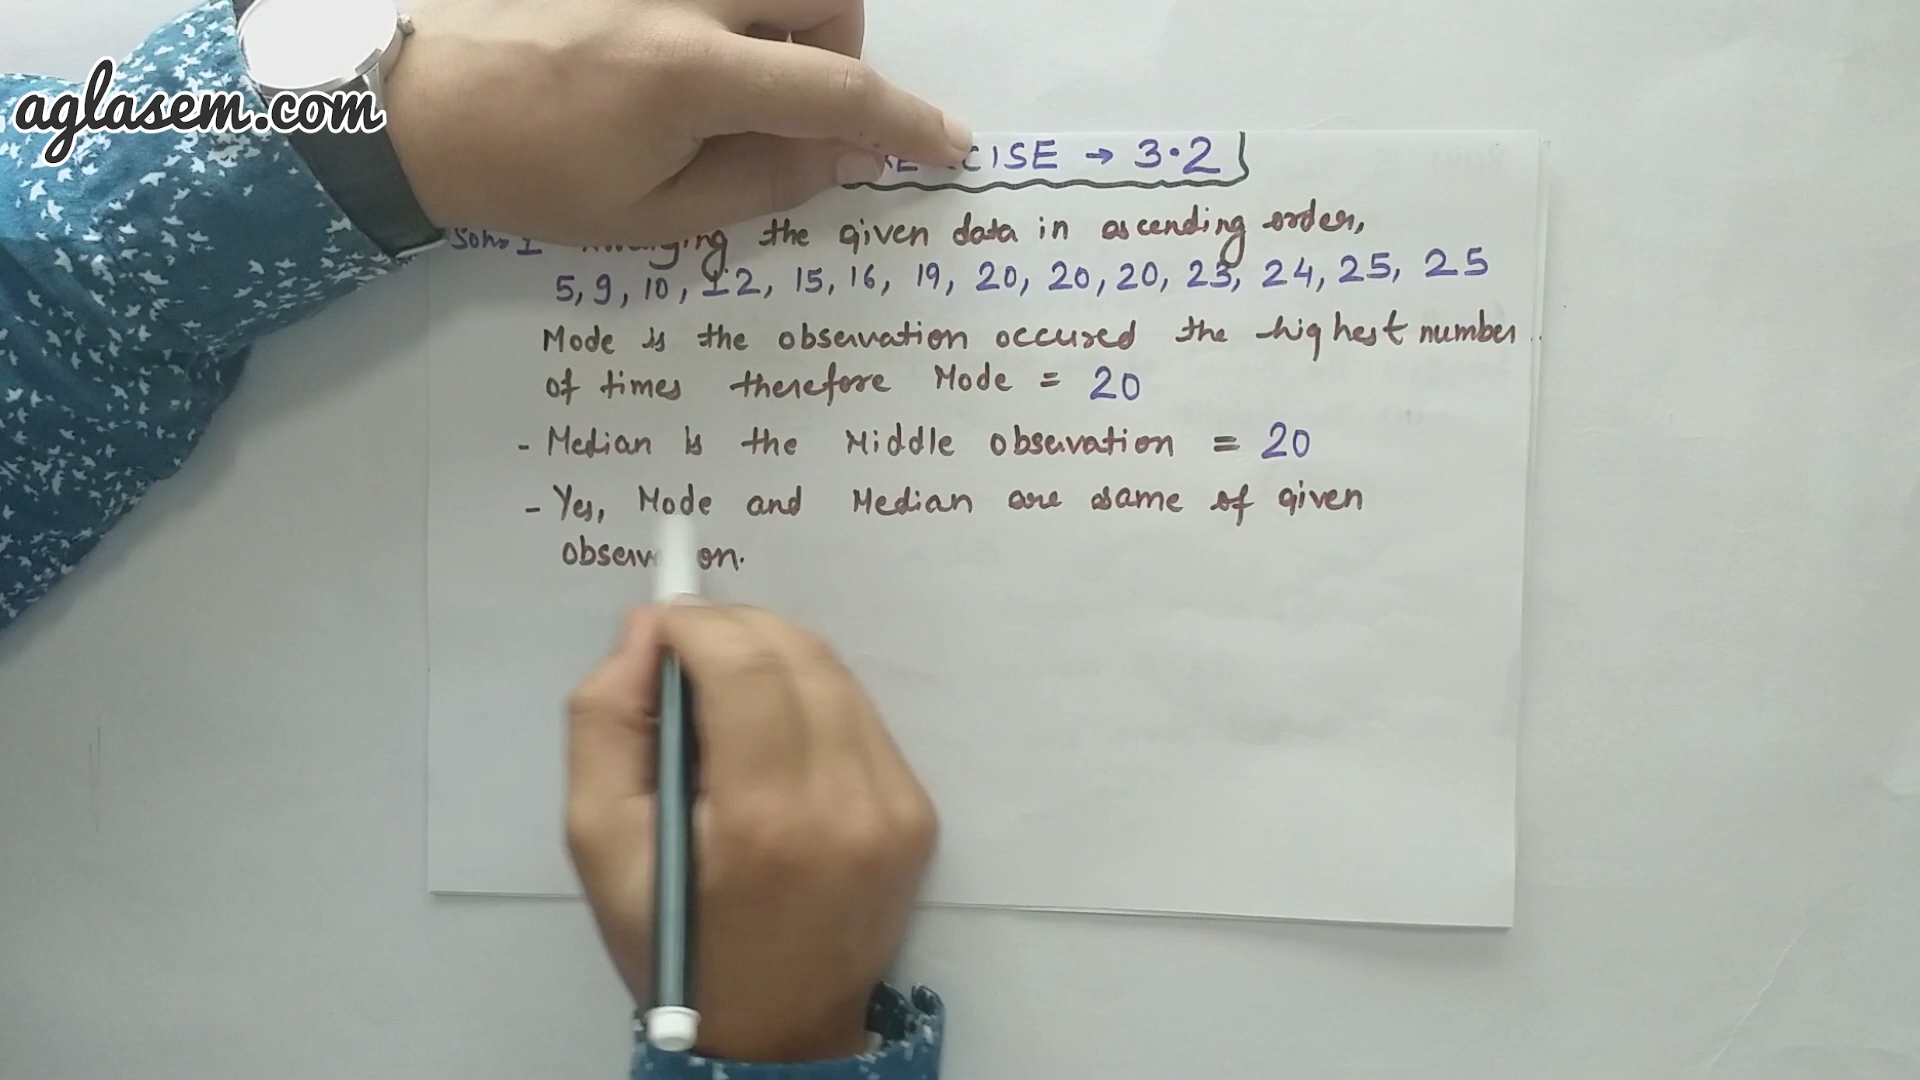 aglasem.com
CISE → 3.2
the given data in ascending order,
5, 9, 10, 12, 15, 16, 19, 20, 20, 20, 23, 24, 25, 25
Mode is the observation occured the highest number
of times therefore Mode = 20
- Median is the Middle observation = 20
- Yes, Mode and Median are same of given
on.